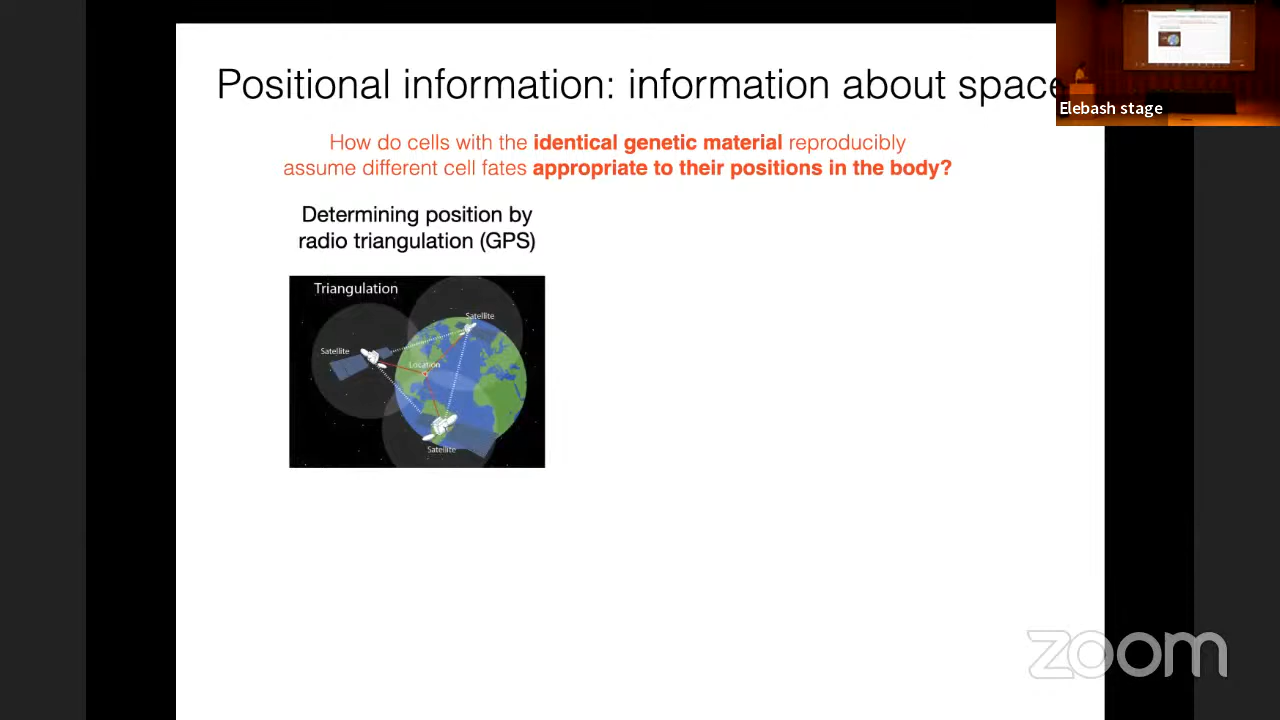 Positional information: information about space
Elebash stage
How do cells with the identical genetic material reproducibly
assume different cell fates appropriate to their positions in the body?
Determining position by
radio triangulation (GPS)
Triangulation
Satellite
Satellite
Location
Satellite
zoom